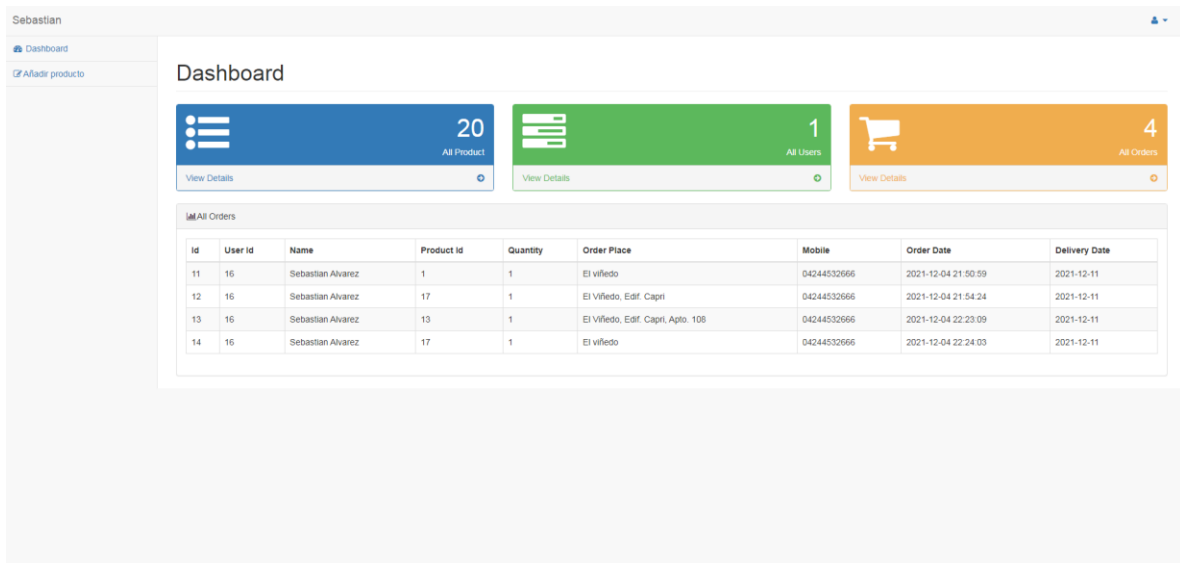 Sebastian
Dashboard
Añadir producto
Dashboard
20
All Product
View Details
1
All Users
View Details
4
All Orders
View Details
All Orders
Id User Id Name Product Id Quantity Order Place Mobile Order Date Delivery Date
11 16 Sebastian Alvarez 1 1 El viñedo 04244532666 2021-12-04 21:50:59 2021-12-11
12 16 Sebastian Alvarez 17 1 El Viñedo, Edif. Capri 04244532666 2021-12-04 21:54:24 2021-12-11
13 16 Sebastian Alvarez 13 1 El Viñedo, Edif. Capri, Apto. 108 04244532666 2021-12-04 22:23:09 2021-12-11
14 16 Sebastian Alvarez 17 1 El viñedo 04244532666 2021-12-04 22:24:03 2021-12-11